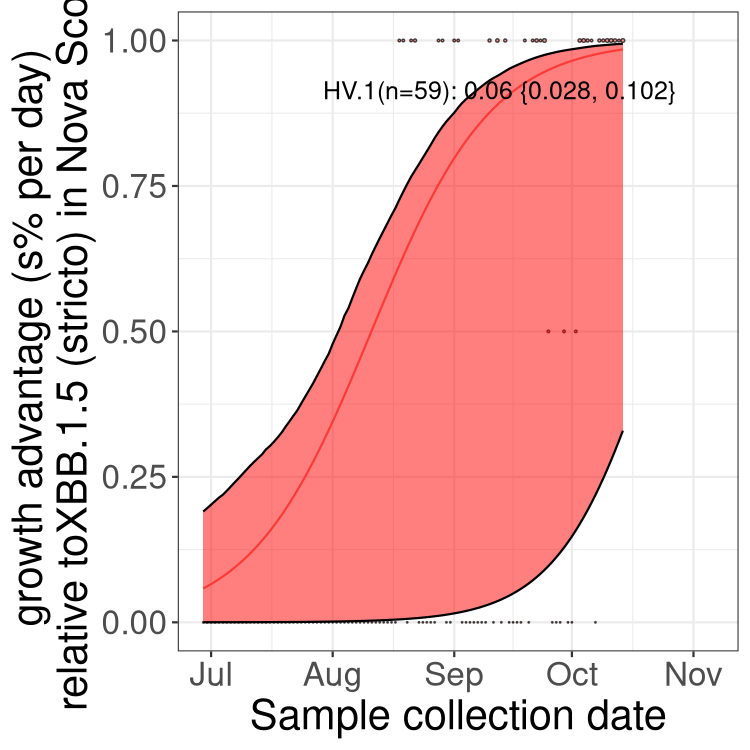 growth advantage (s% per day)
relative toXBB.1.5 (stricto) in Nova Sco
1.00
0.75
0.50
0.25
0.00
HV.1(n=59): 0.06 {0.028, 0.102}
Jul Aug Sep Oct Nov
Sample collection date